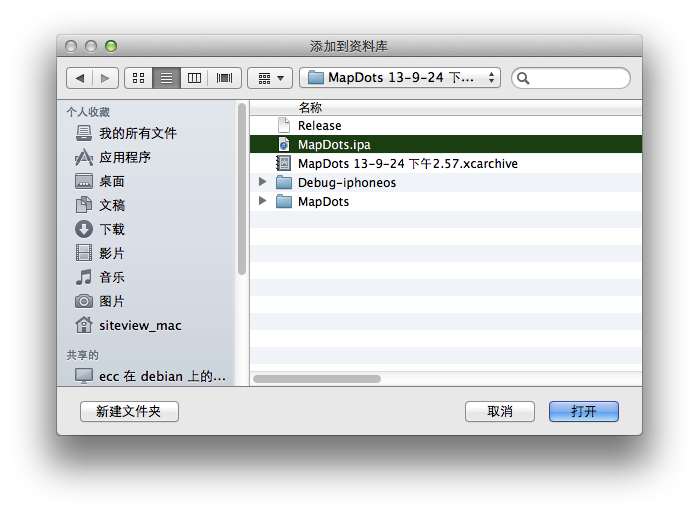 添加到资料库
MapDots 13-9-24 下...
个人收藏
我的所有文件
应用程序
桌面
文稿
下载
影片
音乐
图片
siteview_mac
共享的
ecc 在 debian 上的...
名称
Release
MapDots.ipa
MapDots 13-9-24 下午2.57.xcarchive
Debug-iphoneos
MapDots
新建文件夹
取消
打开